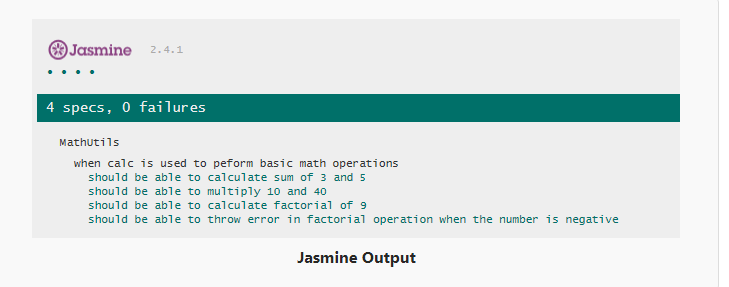 Jasmine 2.4.1
• • • •
4 specs, 0 failures
MathUtils
when calc is used to peform basic math operations
should be able to calculate sum of 3 and 5
should be able to multiply 10 and 40
should be able to calculate factorial of 9
should be able to throw error in factorial operation when the number is negative
Jasmine Output